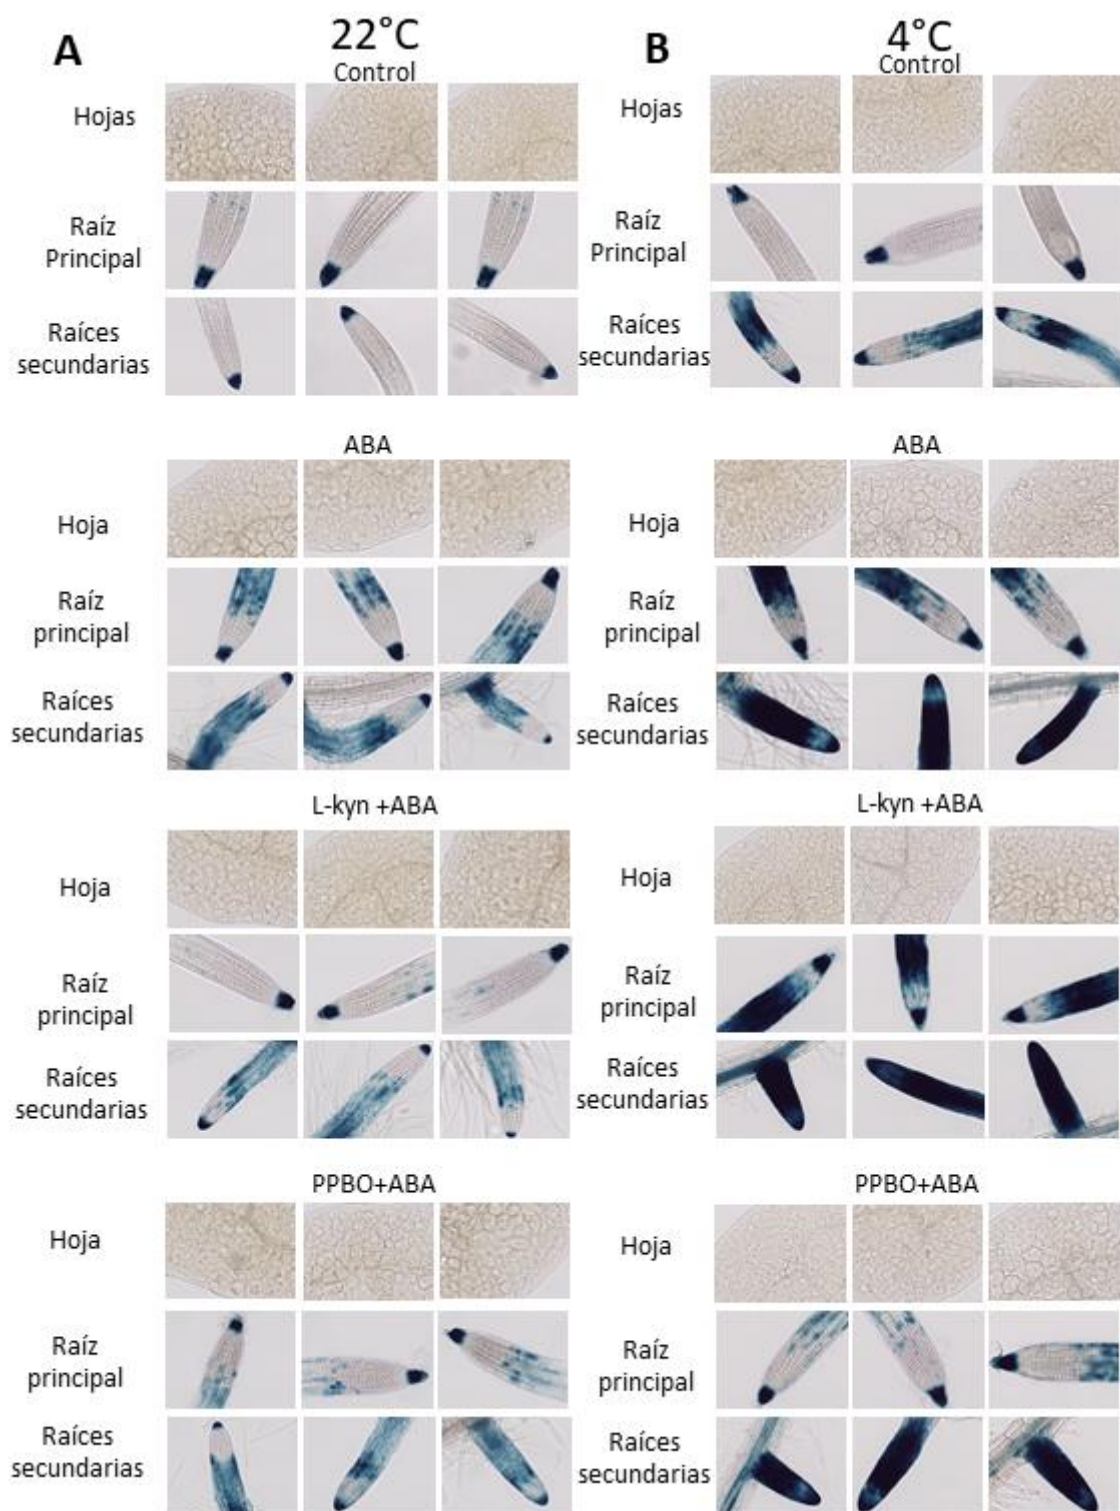 A
22°C
Control
Hojas
Raíz
Principal
Raíces
secundarias
ABA
Hoja
Raíz
principal
Raíces
secundarias
L-kyn +ABA
Hoja
Raíz
principal
Raíces
secundarias
PPBO+ABA
Hoja
Raíz
principal
Raíces
secundarias
B
4°C
Control
Hojas
Raíz
Principal
Raíces
secundarias
ABA
Hoja
Raíz
principal
Raíces
secundarias
L-kyn +ABA
Hoja
Raíz
principal
Raíces
secundarias
PPBO+ABA
Hoja
Raíz
principal
Raíces
secundarias